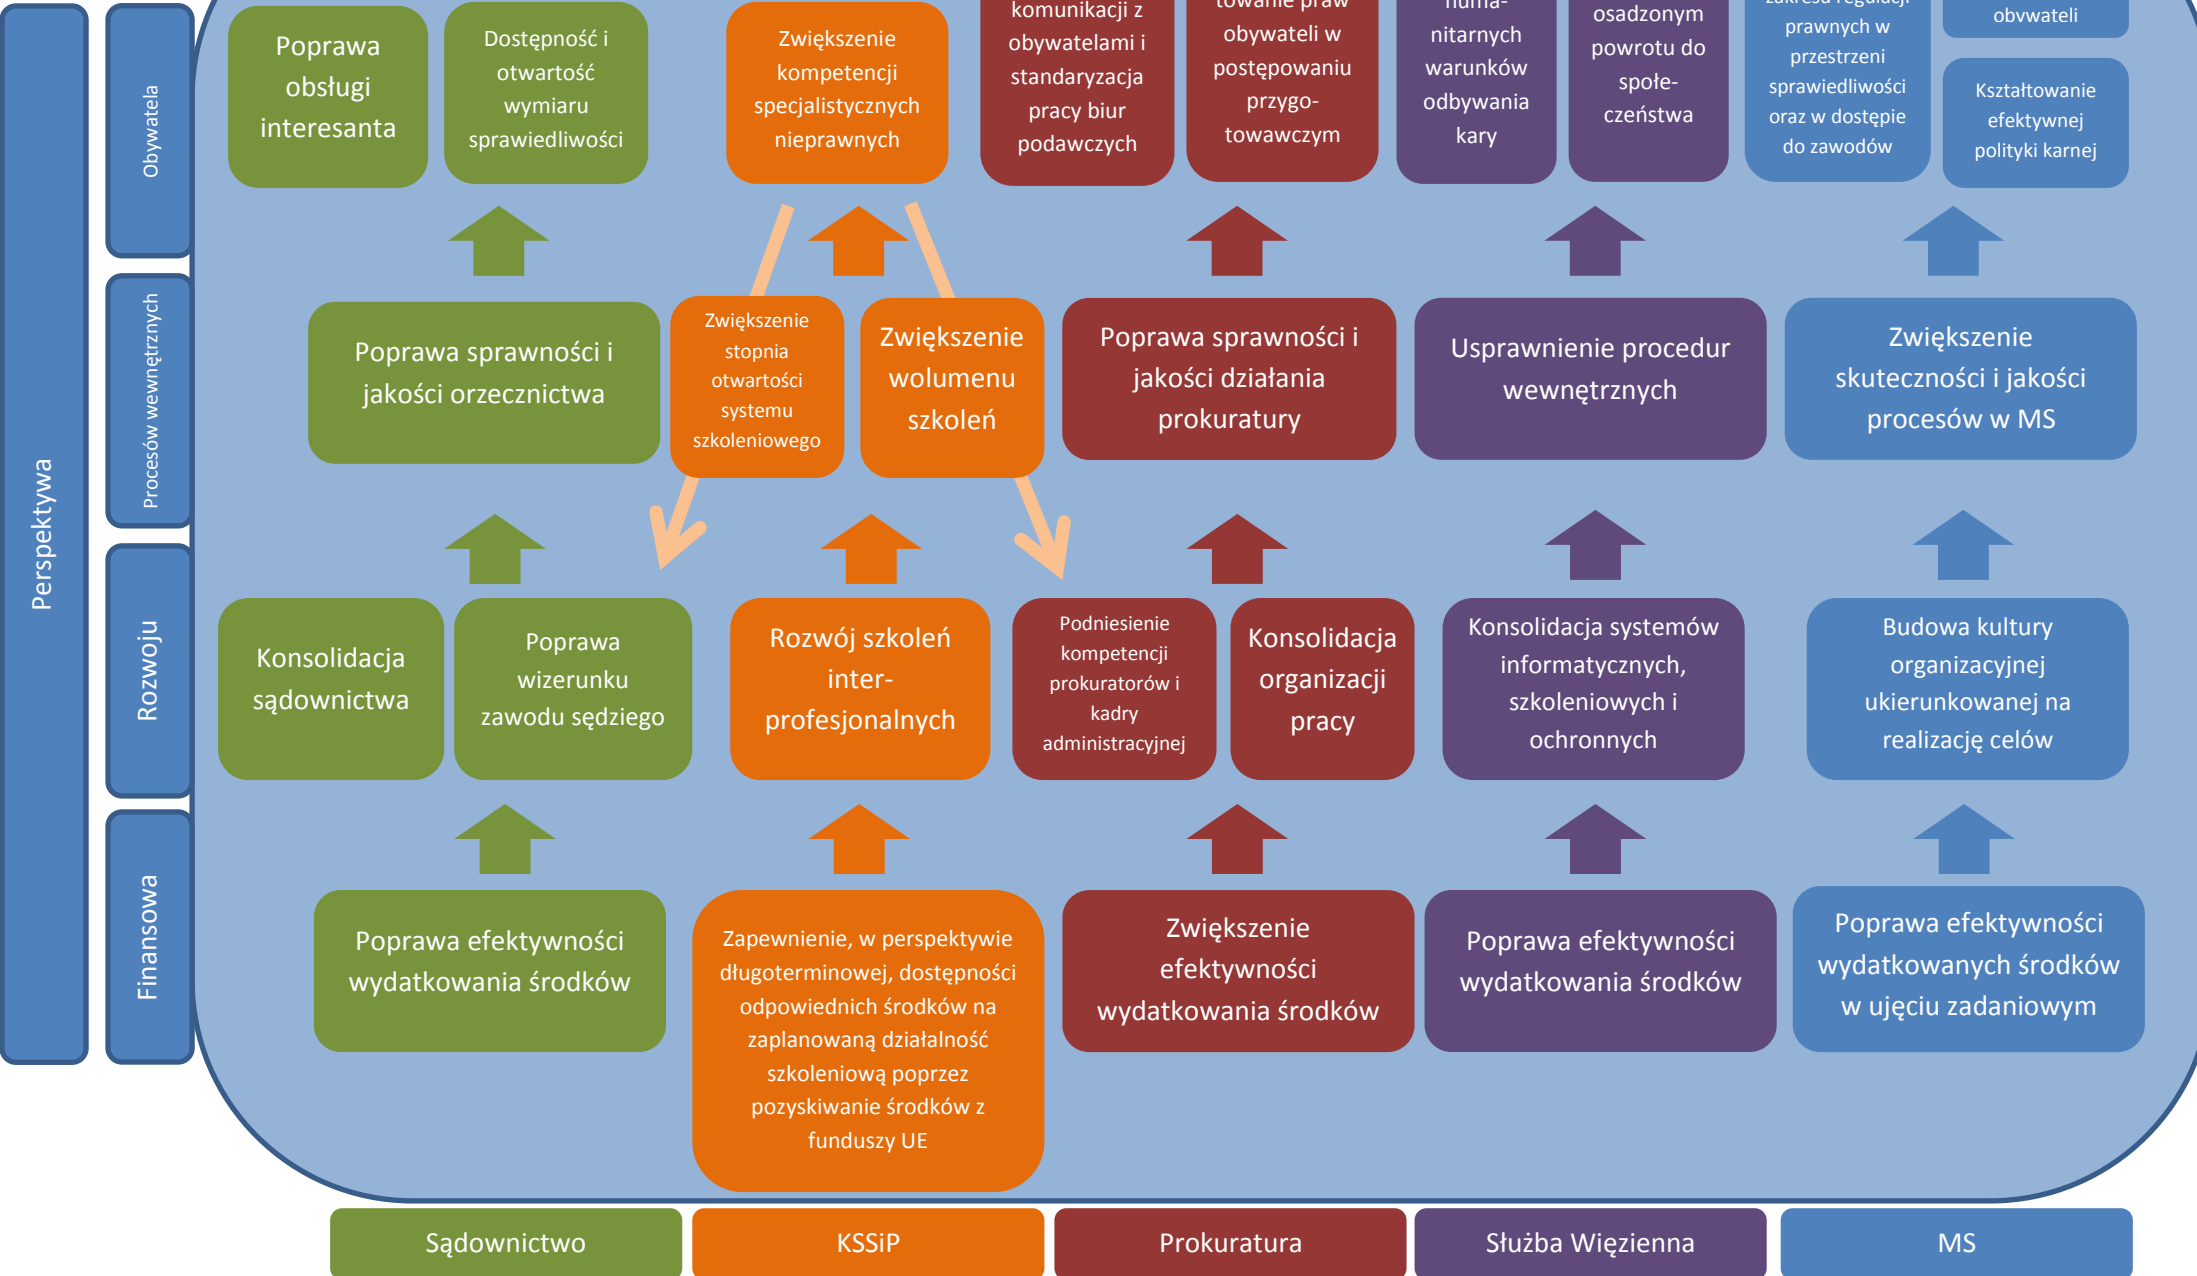 Perspektywa
Obywatela
Poprawa
obsługi
interesanta
Dostępność i
otwartość
wymiaru
sprawiedliwości
Zwiększenie
kompetencji
specjalistycznych
nieprawnych
komunikacji z
obywatelami i
standaryzacja
pracy biur
podawczych
towanie praw
obywateli w
postępowaniu
przygo-
towawczym
huma-
nitarnych
warunków
odbywania
kary
osadzonym
powrotu do
społe-
czeństwa
zakresu regulacji
prawnych w
przestrzeni
sprawiedliwości
oraz w dostępie
do zawodów
obywateli
Kształtowanie
efektywnej
polityki karnej
Procesów wewnętrznych
Poprawa sprawności i
jakości orzecznictwa
Zwiększenie
stopnia
otwartości
systemu
szkoleniowego
Zwiększenie
wolumenu
szkoleń
Poprawa sprawności i
jakości działania
prokuratury
Usprawnienie procedur
wewnętrznych
Zwiększenie
skuteczności i jakości
procesów w MS
Rozwoju
Konsolidacja
sądownictwa
Poprawa
wizerunku
zawodu sędziego
Rozwój szkoleń
inter-
profesjonalnych
Podniesienie
kompetencji
prokuratorów i
kadry
administracyjnej
Konsolidacja
organizacji
pracy
Konsolidacja systemów
informatycznych,
szkoleniowych i
ochronnych
Budowa kultury
organizacyjnej
ukierunkowanej na
realizację celów
Finansowa
Poprawa efektywności
wydatkowania środków
Zapewnienie, w perspektywie
długoterminowej, dostępności
odpowiednich środków na
zaplanowaną działalność
szkoleniową poprzez
pozyskiwanie środków z
funduszy UE
Zwiększenie
efektywności
wydatkowania środków
Poprawa efektywności
wydatkowania środków
Poprawa efektywności
wydatkowanych środków
w ujęciu zadaniowym
Sądownictwo
KSSiP
Prokuratura
Służba Więzienna
MS